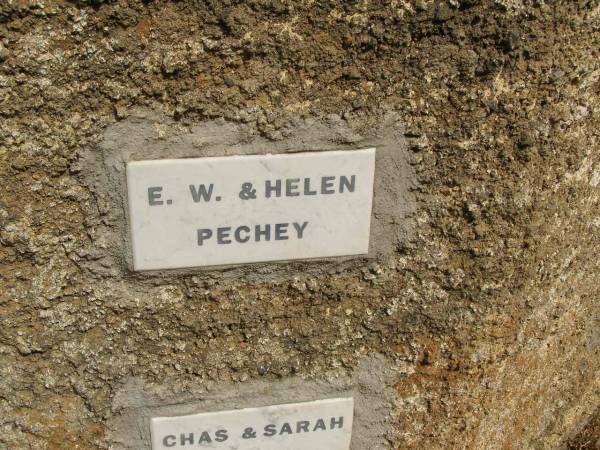 E. W. & HELEN
PECHEY
CHAS & SARAH